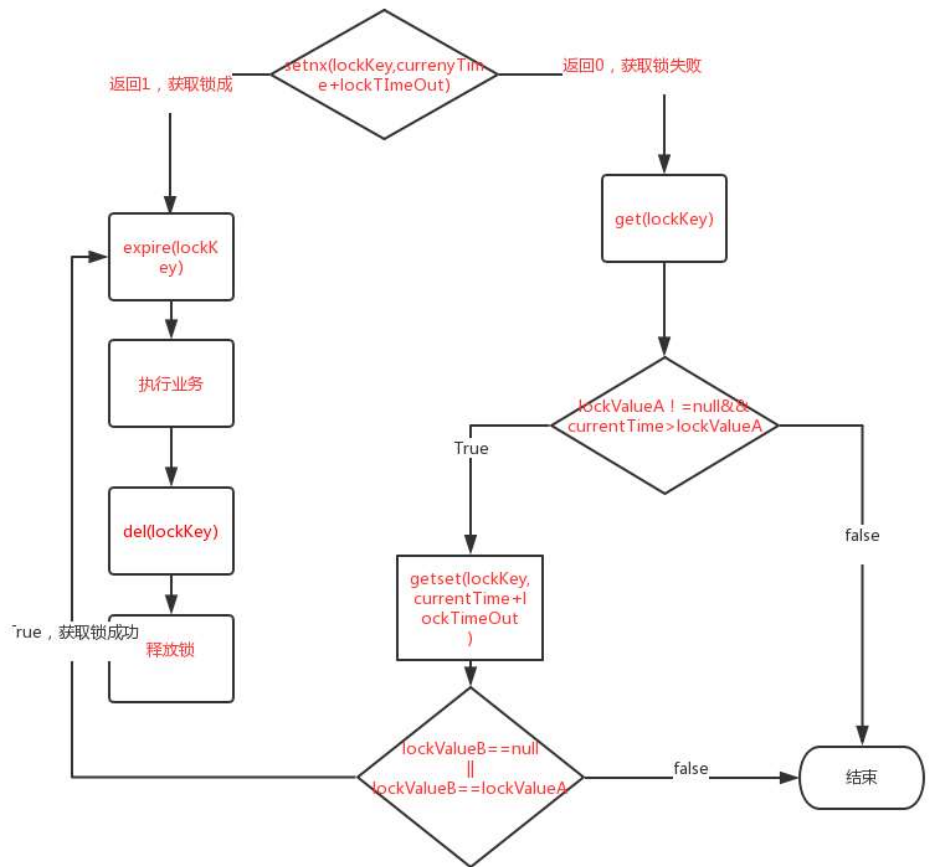 setnx(lockKey,currenyTim
e+lockTImeOut)
返回1，获取锁成
返回0，获取锁失败
expire(lockK
ey)
get(lockKey)
执行业务
lockValueA！=null&&
currentTime>lockValueA
True
false
del(lockKey)
getset(lockKey,
currentTime+l
ockTimeOut
)
True，获取锁成功
释放锁
lockValueB==null
||
lockValueB==lockValueA
false
结束